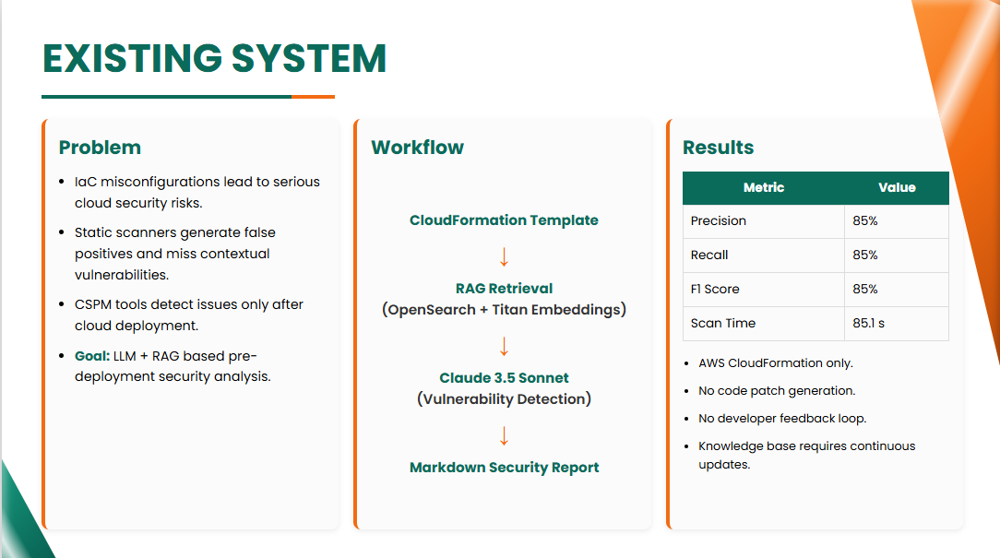 EXISTING SYSTEM
Problem
• IaC misconfigurations lead to serious
cloud security risks.
• Static scanners generate false
positives and miss contextual
vulnerabilities.
• CSPM tools detect issues only after
cloud deployment.
• Goal: LLM + RAG based pre-
deployment security analysis.
Workflow
CloudFormation Template
↓
RAG Retrieval
(OpenSearch + Titan Embeddings)
↓
Claude 3.5 Sonnet
(Vulnerability Detection)
↓
Markdown Security Report
Results
Metric Value
Precision 85%
Recall 85%
F1 Score 85%
Scan Time 85.1 s
• AWS CloudFormation only.
• No code patch generation.
• No developer feedback loop.
• Knowledge base requires continuous
updates.